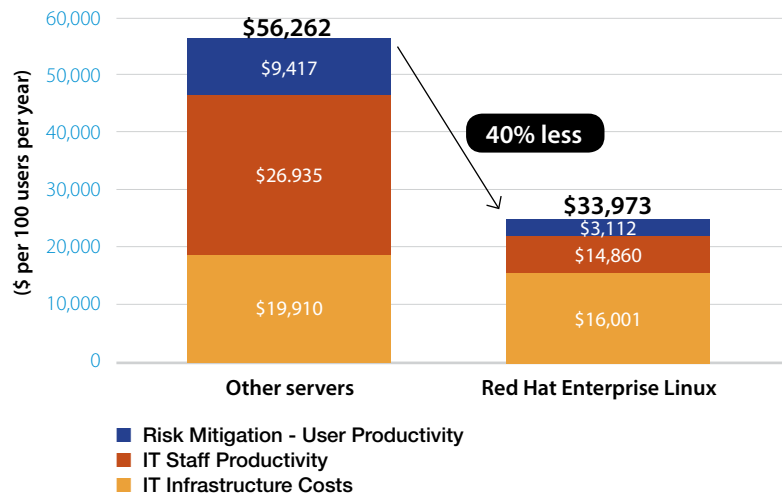 60,000
50,000
40,000
30,000
20,000
10,000
0
($ per 100 users per year)
$56,262
$9,417
$26.935
$19,910
40% less
$33,973
$3,112
$14,860
$16,001
Other servers
Red Hat Enterprise Linux
Risk Mitigation - User Productivity
IT Staff Productivity
IT Infrastructure Costs